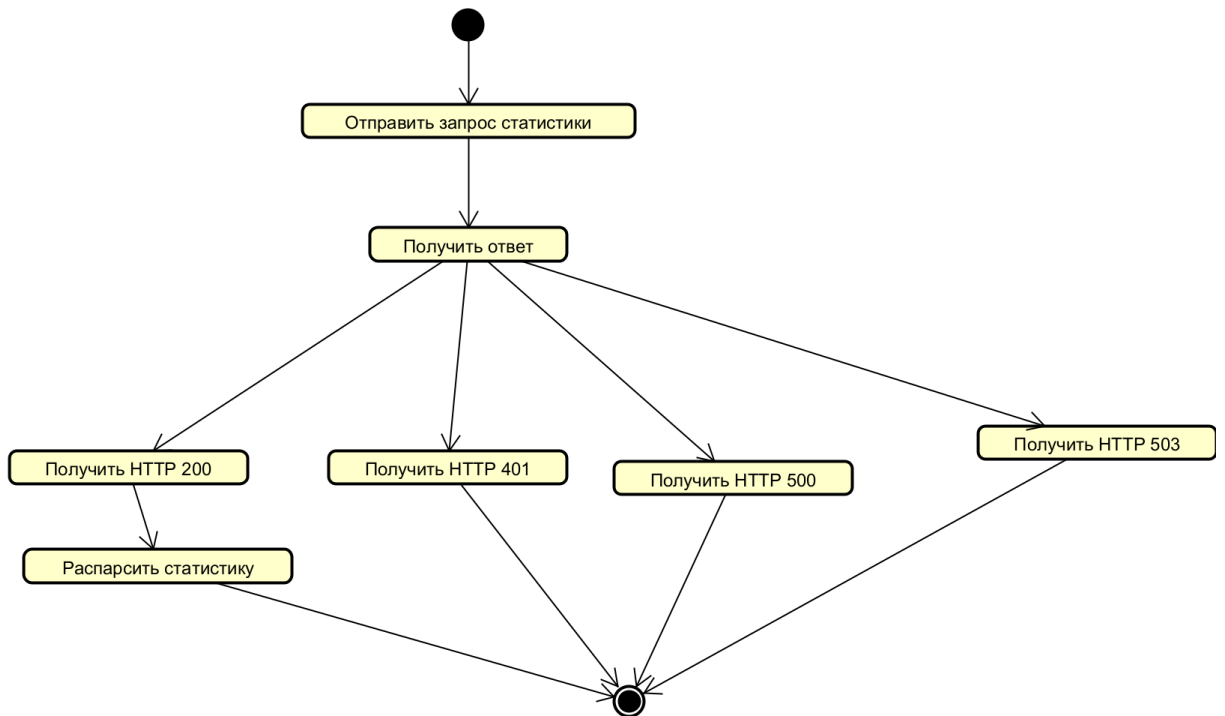 Отправить запрос статистики
Получить ответ
Получить HTTP 200
Получить HTTP 401
Получить HTTP 500
Получить HTTP 503
Распарсить статистику